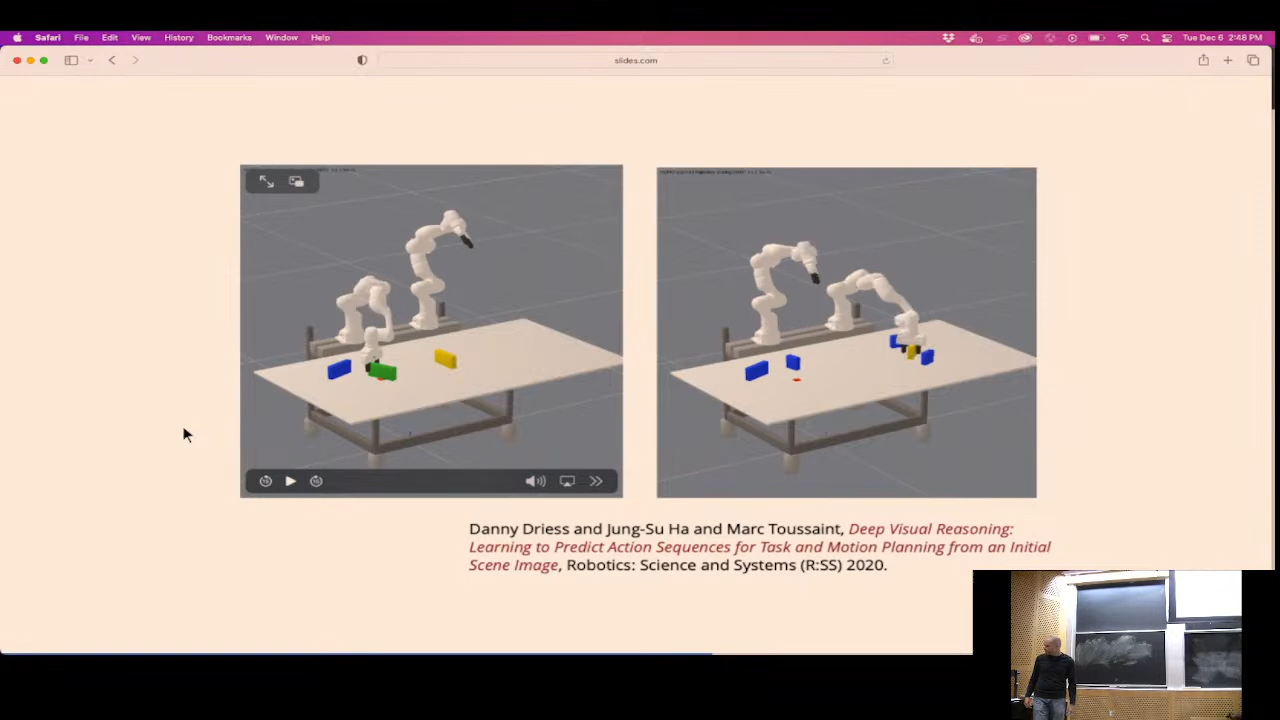 Safari File Edit View History Bookmarks Window Help Tue Dec 6 2:48 PM
slides.com
Danny Driess and Jung-Su Ha and Marc Toussaint, Deep Visual Reasoning:
Learning to Predict Action Sequences for Task and Motion Planning from an Initial
Scene Image, Robotics: Science and Systems (R:SS) 2020.